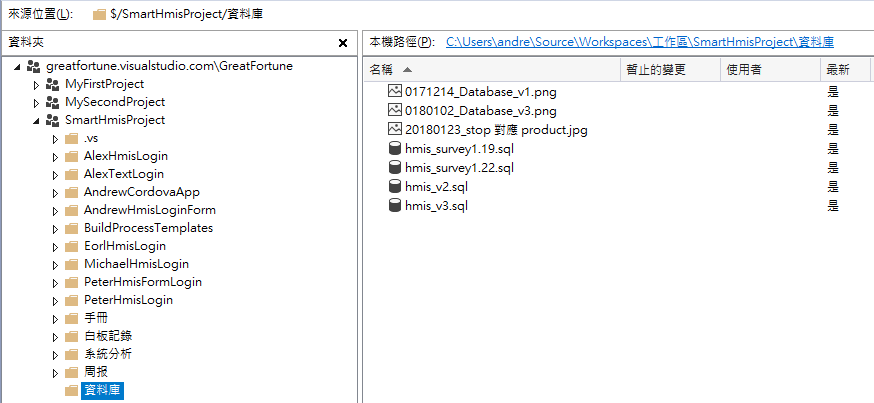 來源位置(L): $/SmartHmisProject/資料庫
資料夾
greatfortune.visualstudio.com\GreatFortune
MyFirstProject
MySecondProject
SmartHmisProject
.vs
AlexHmisLogin
AlexTextLogin
AndrewCordovaApp
AndrewHmisLoginForm
BuildProcessTemplates
EorlHmisLogin
MichaelHmisLogin
PeterHmisFormLogin
PeterHmisLogin
手冊
白板記錄
系統分析
周报
資料庫
本機路徑(P): C:\Users\andre\Source\Workspaces\工作區\SmartHmisProject\資料庫
名稱 暫止的變更 使用者 最新
0171214_Database_v1.png 是
0180102_Database_v3.png 是
20180123_stop 對應 product.jpg 是
hmis_survey1.19.sql 是
hmis_survey1.22.sql 是
hmis_v2.sql 是
hmis_v3.sql 是